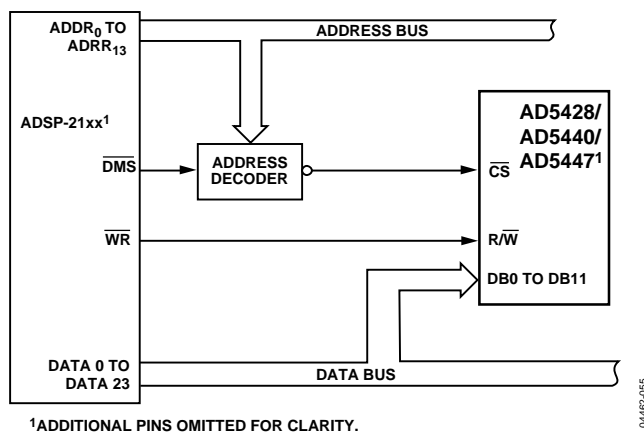 ADDR0 TO
ADRR13
ADDRESS BUS
ADSP-21xx1
AD5428/
AD5440/
AD54471
DMS
ADDRESS
DECODER
CS
WR
R/W
DB0 TO DB11
DATA 0 TO
DATA 23
DATA BUS
1ADDITIONAL PINS OMITTED FOR CLARITY.
04462-055